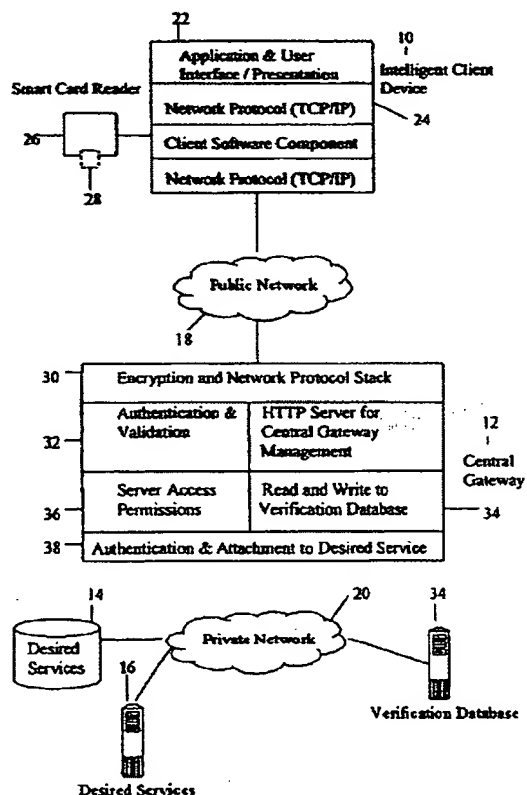 22
Application & User
Interface / Presentation
10
Intelligent Client
Device
Smart Card Reader
Network Protocol (TCP/IP)
24
26
Client Software Component
28
Network Protocol (TCP/IP)
Public Network
18
30
Encryption and Network Protocol Stack
Authentication &
Validation
32
HTTP Server for
Central Gateway
Management
12
Central
Gateway
Server Access
Permissions
36
Read and Write to
Verification Database
34
38
Authentication & Attachment to Desired Service
14
20
34
Desired
Services
Private Network
16
Verification Database
Desired Services